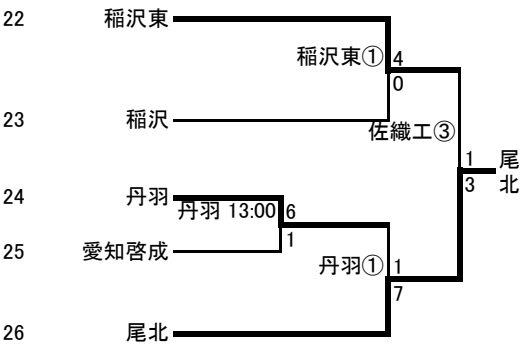 22 稲沢東
稲沢東① 4
0
23 稲沢
佐織工③
1
3
尾北
24 丹羽
丹羽 13:00 6
1
25 愛知啓成
丹羽① 1
7
26 尾北